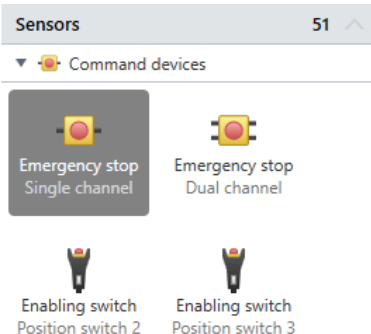 Sensors 51
Command devices
Emergency stop Emergency stop
Single channel Dual channel
Enabling switch Enabling switch
Position switch 2 Position switch 3